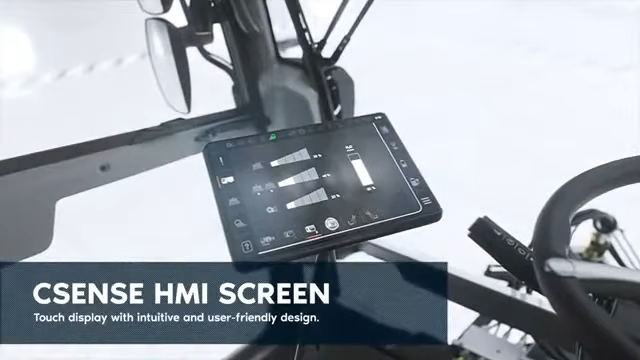 CSENSE HMI SCREEN
Touch display with intuitive and user-friendly design.